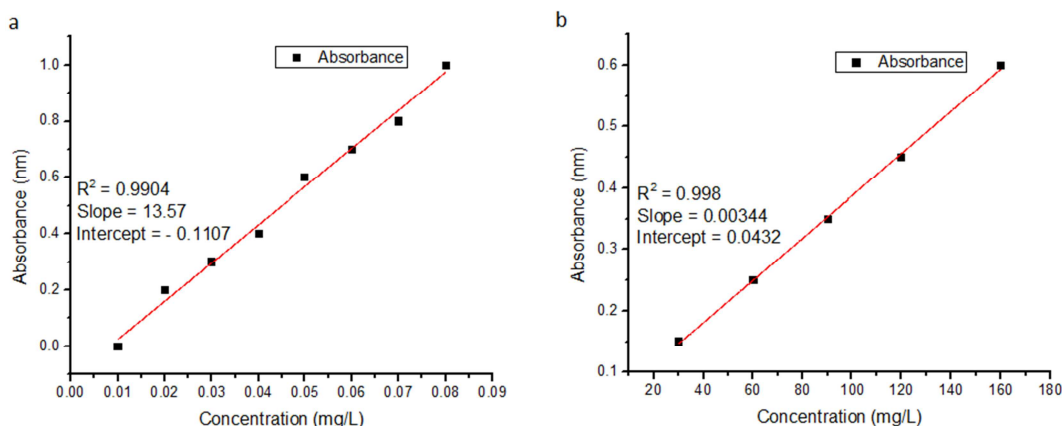 a
Absorbance
1.0
0.8
0.6
0.4
0.2
0.0
Absorbance (nm)
R² = 0.9904
Slope = 13.57
Intercept = - 0.1107
0.00 0.01 0.02 0.03 0.04 0.05 0.06 0.07 0.08 0.09
Concentration (mg/L)
b
Absorbance
0.6
0.5
0.4
0.3
0.2
0.1
Absorbance (nm)
R² = 0.998
Slope = 0.00344
Intercept = 0.0432
20 40 60 80 100 120 140 160 180
Concentration (mg/L)